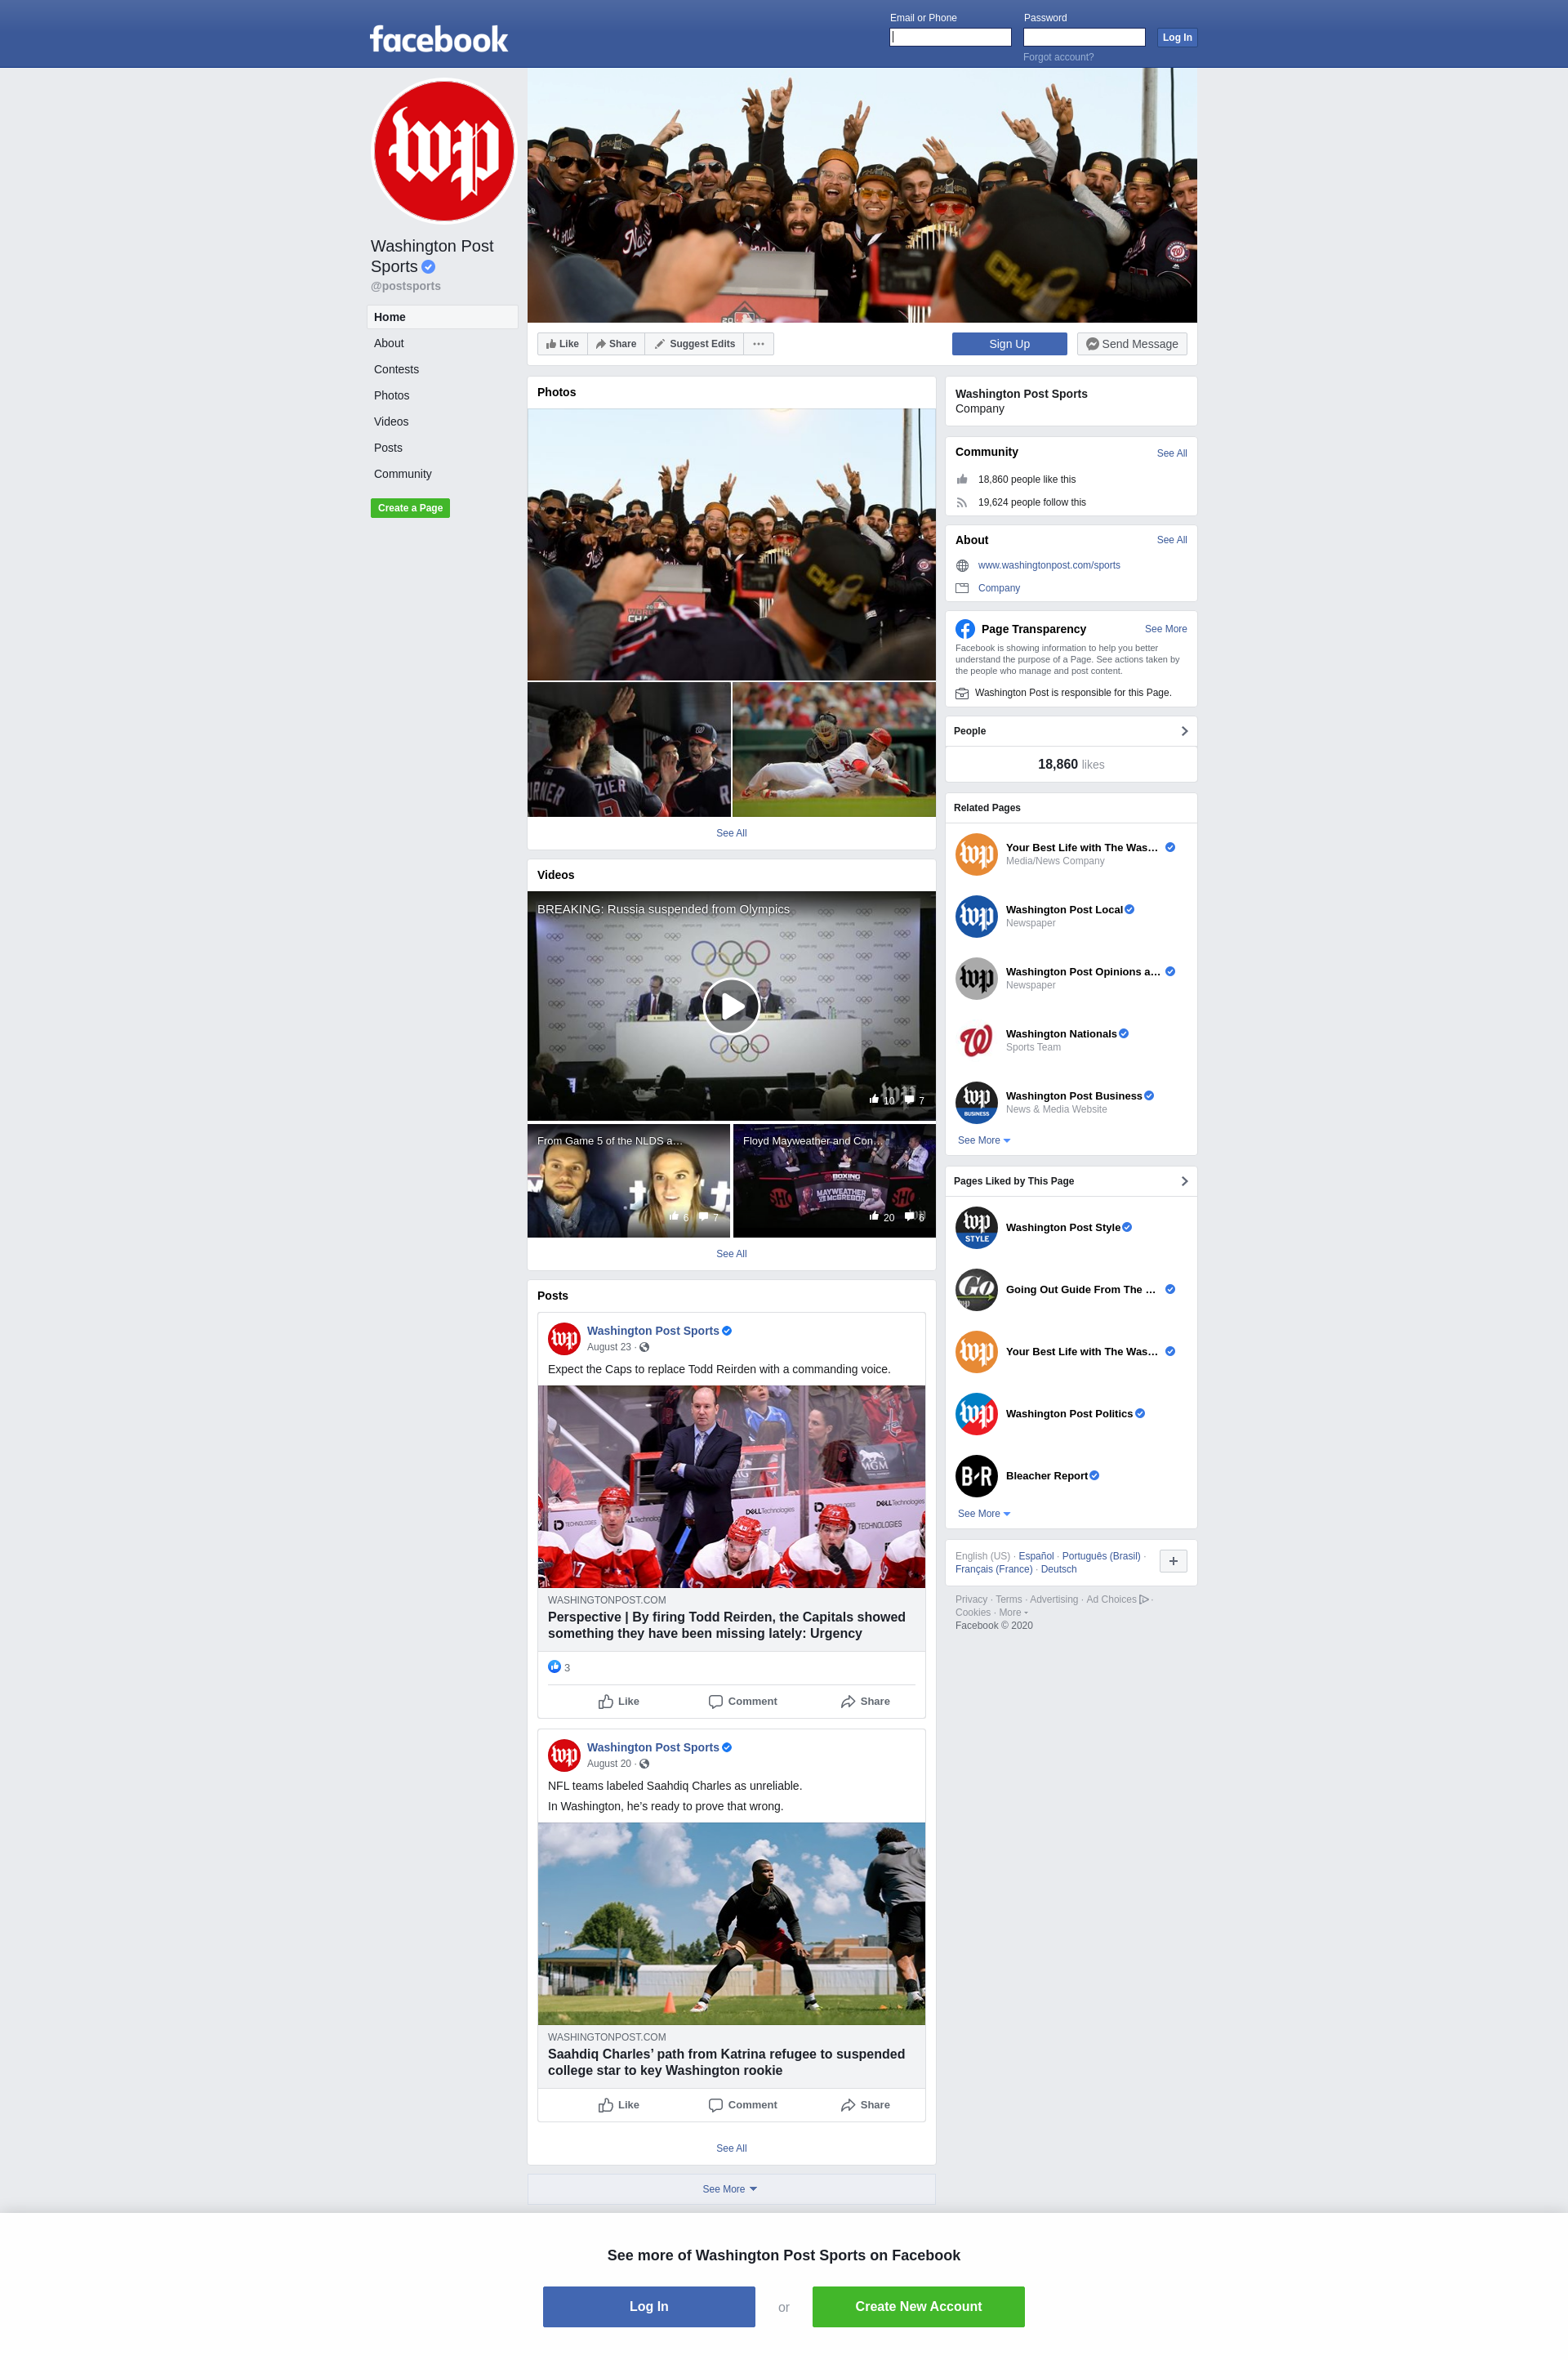 facebook
Email or Phone
Password
Log In
Forgot account?
wp
Washington Post
Sports
@postsports
Home
About
Contests
Photos
Videos
Posts
Community
Create a Page
Like
Share
Suggest Edits
Sign Up
Send Message
Photos
See All
Videos
BREAKING: Russia suspended from Olympics
10
7
From Game 5 of the NLDS a…
6
7
Floyd Mayweather and Con…
BOXING
MAYWEATHER
McGREGOR
20
6
See All
Posts
Washington Post Sports
August 23 ·
Expect the Caps to replace Todd Reirden with a commanding voice.
WASHINGTONPOST.COM
Perspective | By firing Todd Reirden, the Capitals showed
something they have been missing lately: Urgency
3
Like
Comment
Share
Washington Post Sports
August 20 ·
NFL teams labeled Saahdiq Charles as unreliable.
In Washington, he’s ready to prove that wrong.
WASHINGTONPOST.COM
Saahdiq Charles’ path from Katrina refugee to suspended
college star to key Washington rookie
Like
Comment
Share
See All
See More
Washington Post Sports
Company
Community
See All
18,860 people like this
19,624 people follow this
About
See All
www.washingtonpost.com/sports
Company
Page Transparency
See More
Facebook is showing information to help you better
understand the purpose of a Page. See actions taken by
the people who manage and post content.
Washington Post is responsible for this Page.
People
18,860 likes
Related Pages
Your Best Life with The Was…
Media/News Company
Washington Post Local
Newspaper
Washington Post Opinions a…
Newspaper
Washington Nationals
Sports Team
Washington Post Business
News & Media Website
See More
Pages Liked by This Page
Washington Post Style
Going Out Guide From The …
Your Best Life with The Was…
Washington Post Politics
Bleacher Report
See More
English (US) · Español · Português (Brasil) ·
Français (France) · Deutsch
Privacy · Terms · Advertising · Ad Choices ·
Cookies · More
Facebook © 2020
See more of Washington Post Sports on Facebook
Log In
or
Create New Account